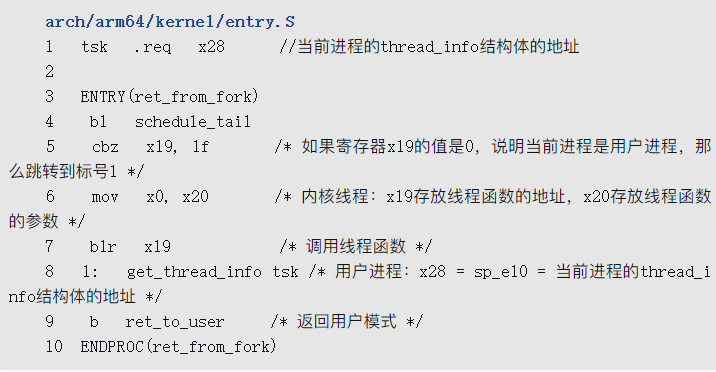 arch/arm64/kernel/entry.S
1 tsk .req x28 //当前进程的thread_info结构体的地址
2
3 ENTRY(ret_from_fork)
4 bl schedule_tail
5 cbz x19, 1f /* 如果寄存器x19的值是0，说明当前进程是用户进程，那
么跳转到标号1 */
6 mov x0, x20 /* 内核线程：x19存放线程函数的地址，x20存放线程函数
的参数 */
7 blr x19 /* 调用线程函数 */
8 1: get_thread_info tsk /* 用户进程：x28 = sp_el0 = 当前进程的thread_i
nfo结构体的地址 */
9 b ret_to_user /* 返回用户模式 */
10 ENDPROC(ret_from_fork)